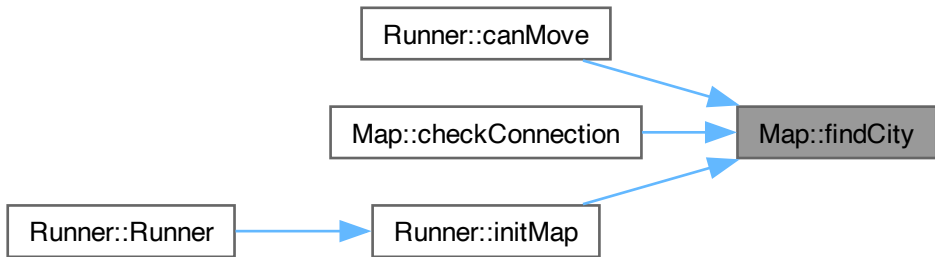 Runner::canMove
Map::checkConnection
Map::findCity
Runner::Runner
Runner::initMap